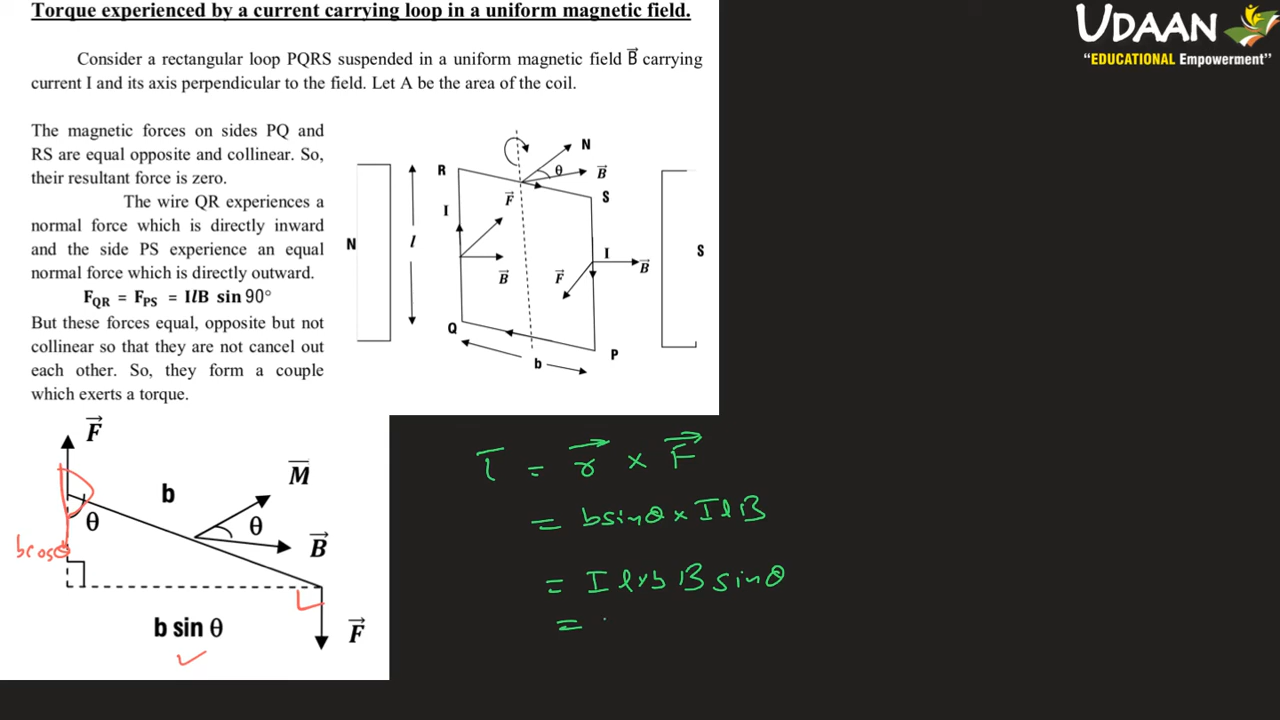 Torque experienced by a current carrying loop in a uniform magnetic field.
UDAAN
"EDUCATIONAL Empowerment"
Consider a rectangular loop PQRS suspended in a uniform magnetic field B⃗ carrying
current I and its axis perpendicular to the field. Let A be the area of the coil.
The magnetic forces on sides PQ and
RS are equal opposite and collinear. So,
their resultant force is zero.
The wire QR experiences a
normal force which is directly inward
and the side PS experience an equal
normal force which is directly outward.
F_QR = F_PS = IlB sin 90°
But these forces equal, opposite but not
collinear so that they are not cancel out
each other. So, they form a couple
which exerts a torque.
N
R
θ
B⃗
S
F⃗
I
N
l
I
S
B⃗
F⃗
B⃗
Q
P
b
F⃗
M̅
b
θ
θ
B⃗
bcosθ
b sin θ
F⃗
τ = r⃗ × F⃗
= bsinθ × IlB
= Il×b B sinθ
=